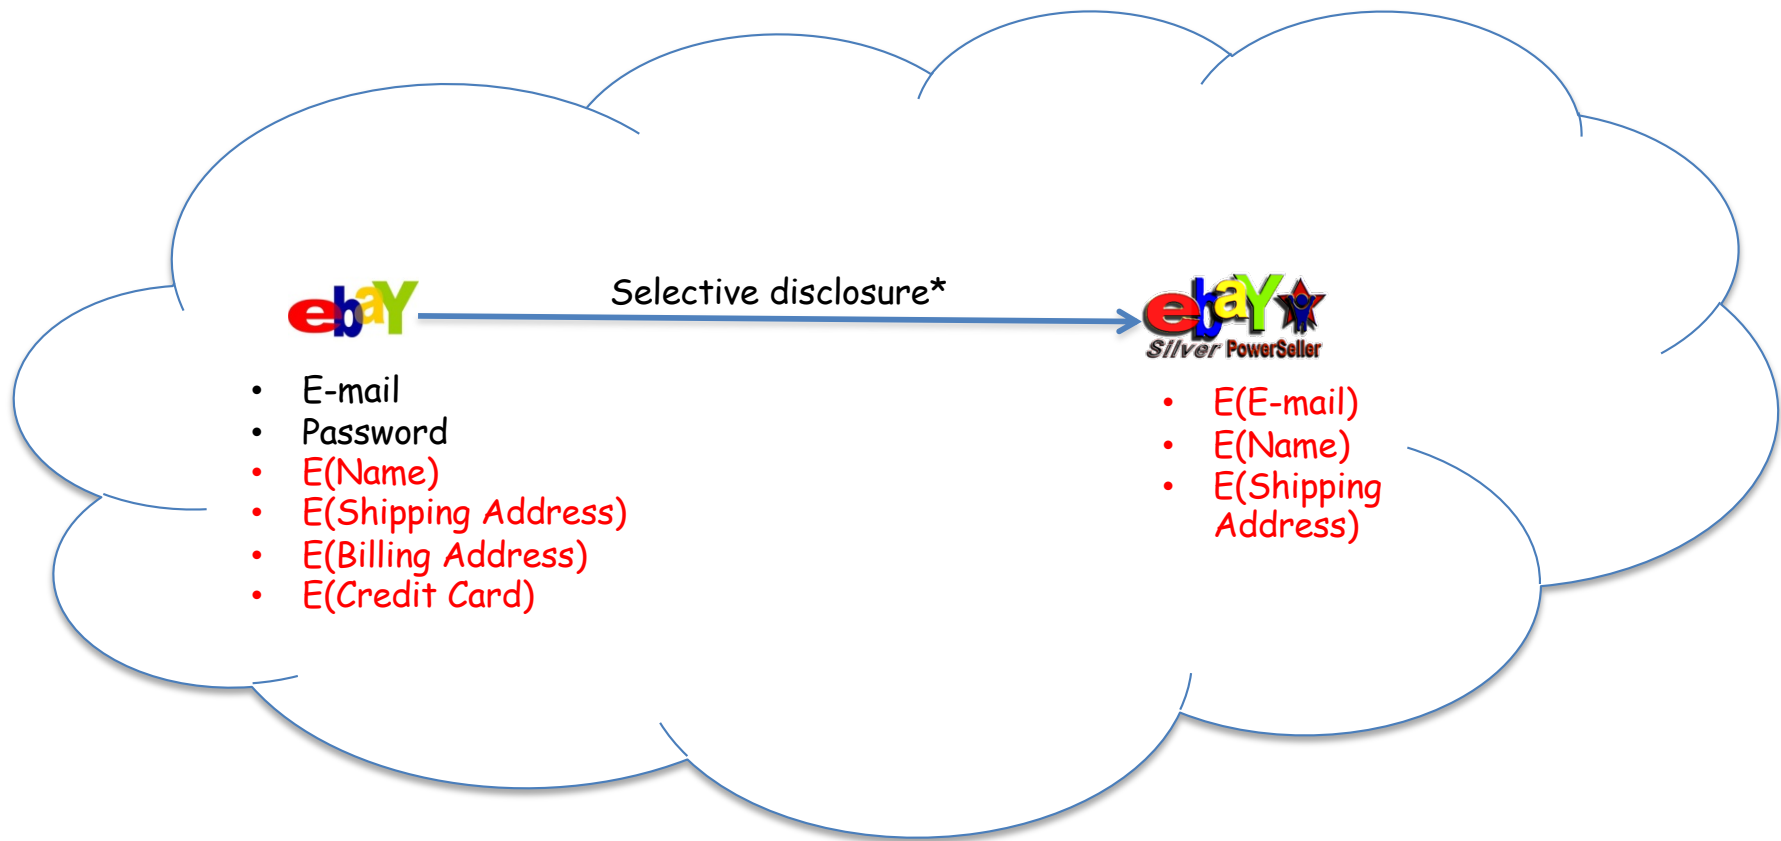 Selective disclosure*
ebaY
ebaY
Silver PowerSeller
• E-mail
• Password
• E(Name)
• E(Shipping Address)
• E(Billing Address)
• E(Credit Card)
• E(E-mail)
• E(Name)
• E(Shipping
Address)